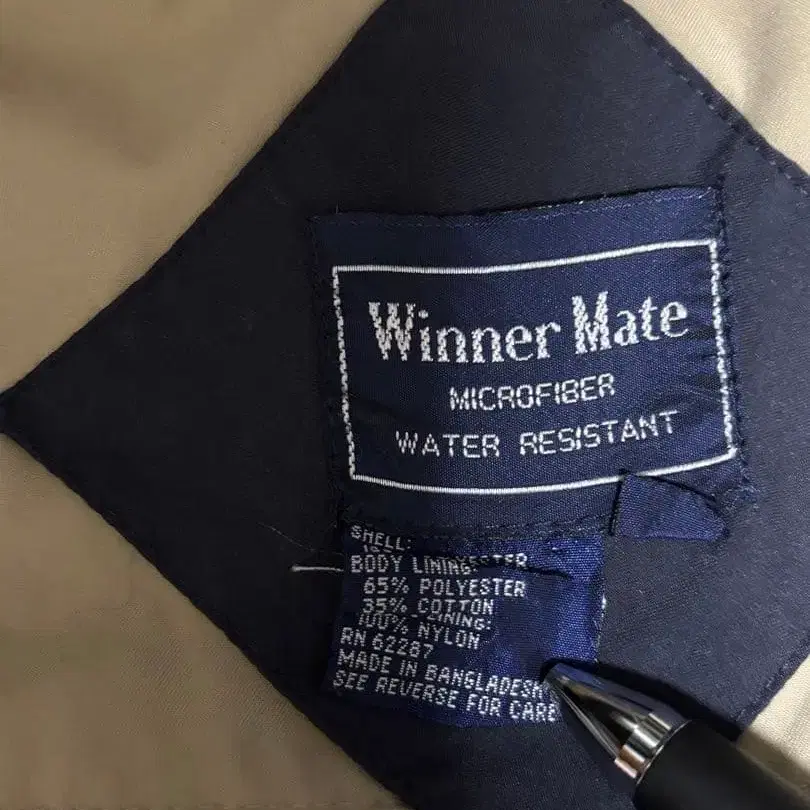 Winner Mate
MICROFIBER
WATER RESISTANT
SHELL:
BODY LINING:
65% POLYESTER
35% COTTON
LINING:
100% NYLON
RN 62287
MADE IN BANGLADESH
SEE REVERSE FOR CARE